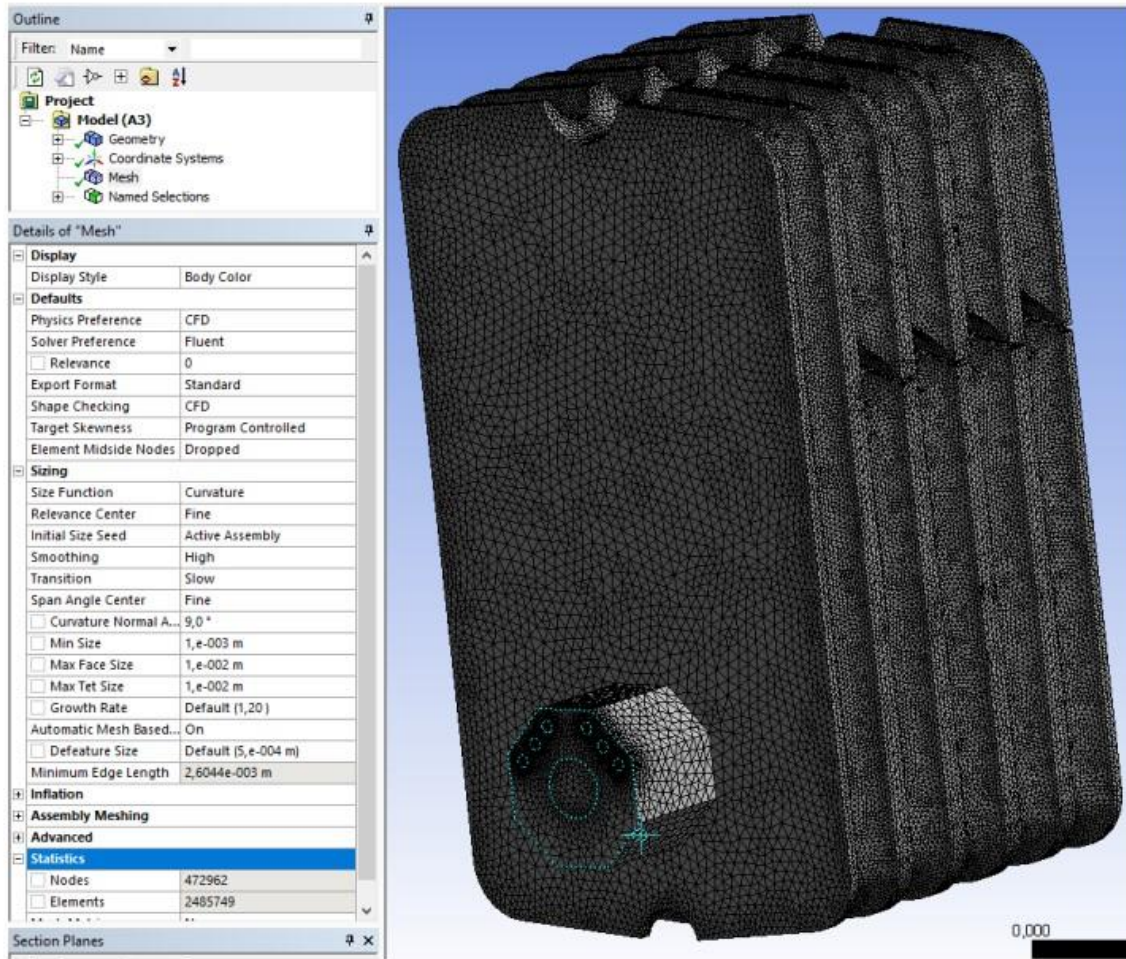 Outline
Filter: Name
Project
Model (A3)
Geometry
Coordinate Systems
Mesh
Named Selections
Details of "Mesh"
Display
Display Style Body Color
Defaults
Physics Preference CFD
Solver Preference Fluent
Relevance 0
Export Format Standard
Shape Checking CFD
Target Skewness Program Controlled
Element Midside Nodes Dropped
Sizing
Size Function Curvature
Relevance Center Fine
Initial Size Seed Active Assembly
Smoothing High
Transition Slow
Span Angle Center Fine
Curvature Normal A... 9,0 °
Min Size 1,e-003 m
Max Face Size 1,e-002 m
Max Tet Size 1,e-002 m
Growth Rate Default (1,20 )
Automatic Mesh Based... On
Defeature Size Default (5,e-004 m)
Minimum Edge Length 2,6044e-003 m
Inflation
Assembly Meshing
Advanced
Statistics
Nodes 472962
Elements 2485749
Section Planes
0,000